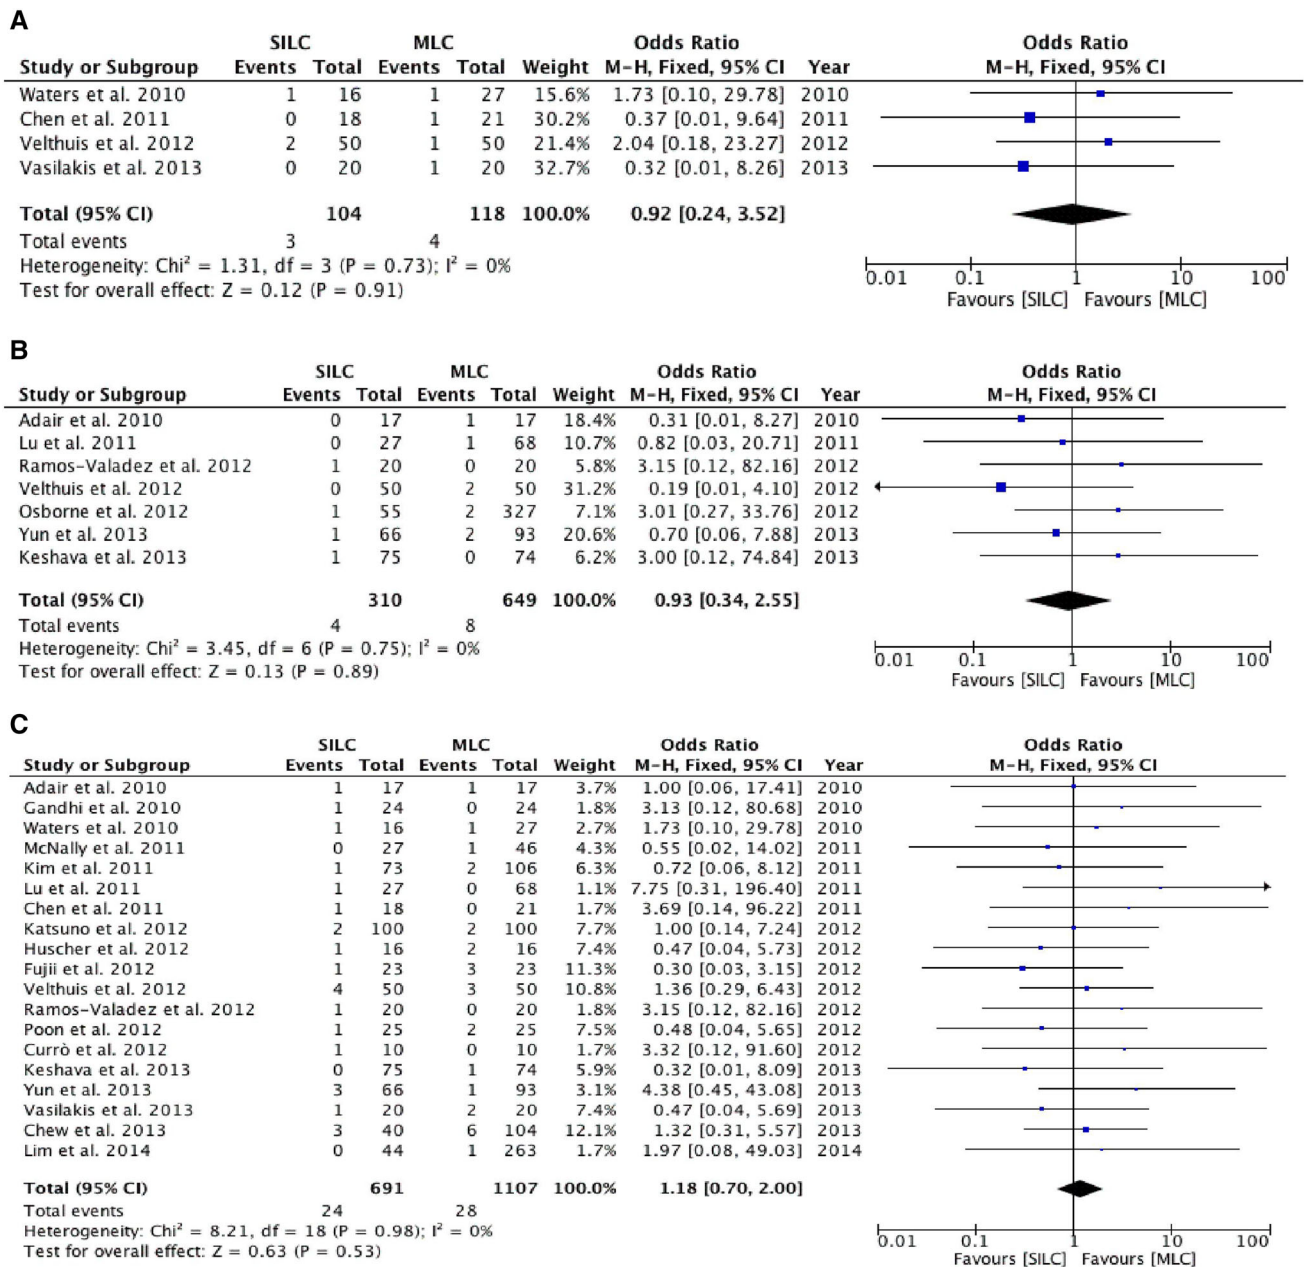 A
SILC MLC Odds Ratio Odds Ratio
Study or Subgroup Events Total Events Total Weight M-H, Fixed, 95% CI Year M-H, Fixed, 95% CI
Waters et al. 2010 1 16 1 27 15.6% 1.73 [0.10, 29.78] 2010
Chen et al. 2011 0 18 1 21 30.2% 0.37 [0.01, 9.64] 2011
Velthuis et al. 2012 2 50 1 50 21.4% 2.04 [0.18, 23.27] 2012
Vasilakis et al. 2013 0 20 1 20 32.7% 0.32 [0.01, 8.26] 2013
Total (95% CI) 104 118 100.0% 0.92 [0.24, 3.52]
Total events 3 4
Heterogeneity: Chi² = 1.31, df = 3 (P = 0.73); I² = 0%
Test for overall effect: Z = 0.12 (P = 0.91)
0.01 0.1 1 10 100
Favours [SILC] Favours [MLC]
B
SILC MLC Odds Ratio Odds Ratio
Study or Subgroup Events Total Events Total Weight M-H, Fixed, 95% CI Year M-H, Fixed, 95% CI
Adair et al. 2010 0 17 1 17 18.4% 0.31 [0.01, 8.27] 2010
Lu et al. 2011 0 27 1 68 10.7% 0.82 [0.03, 20.71] 2011
Ramos-Valadez et al. 2012 1 20 0 20 5.8% 3.15 [0.12, 82.16] 2012
Velthuis et al. 2012 0 50 2 50 31.2% 0.19 [0.01, 4.10] 2012
Osborne et al. 2012 1 55 2 327 7.1% 3.01 [0.27, 33.76] 2012
Yun et al. 2013 1 66 2 93 20.6% 0.70 [0.06, 7.88] 2013
Keshava et al. 2013 1 75 0 74 6.2% 3.00 [0.12, 74.84] 2013
Total (95% CI) 310 649 100.0% 0.93 [0.34, 2.55]
Total events 4 8
Heterogeneity: Chi² = 3.45, df = 6 (P = 0.75); I² = 0%
Test for overall effect: Z = 0.13 (P = 0.89)
0.01 0.1 1 10 100
Favours [SILC] Favours [MLC]
C
SILC MLC Odds Ratio Odds Ratio
Study or Subgroup Events Total Events Total Weight M-H, Fixed, 95% CI Year M-H, Fixed, 95% CI
Adair et al. 2010 1 17 1 17 3.7% 1.00 [0.06, 17.41] 2010
Gandhi et al. 2010 1 24 0 24 1.8% 3.13 [0.12, 80.68] 2010
Waters et al. 2010 1 16 1 27 2.7% 1.73 [0.10, 29.78] 2010
McNally et al. 2011 0 27 1 46 4.3% 0.55 [0.02, 14.02] 2011
Kim et al. 2011 1 73 2 106 6.3% 0.72 [0.06, 8.12] 2011
Lu et al. 2011 1 27 0 68 1.1% 7.75 [0.31, 196.40] 2011
Chen et al. 2011 1 18 0 21 1.7% 3.69 [0.14, 96.22] 2011
Katsuno et al. 2012 2 100 2 100 7.7% 1.00 [0.14, 7.24] 2012
Huscher et al. 2012 1 16 2 16 7.4% 0.47 [0.04, 5.73] 2012
Fujii et al. 2012 1 23 3 23 11.3% 0.30 [0.03, 3.15] 2012
Velthuis et al. 2012 4 50 3 50 10.8% 1.36 [0.29, 6.43] 2012
Ramos-Valadez et al. 2012 1 20 0 20 1.8% 3.15 [0.12, 82.16] 2012
Poon et al. 2012 1 25 2 25 7.5% 0.48 [0.04, 5.65] 2012
Currò et al. 2012 1 10 0 10 1.7% 3.32 [0.12, 91.60] 2012
Keshava et al. 2013 0 75 1 74 5.9% 0.32 [0.01, 8.09] 2013
Yun et al. 2013 3 66 1 93 3.1% 4.38 [0.45, 43.08] 2013
Vasilakis et al. 2013 1 20 2 20 7.4% 0.47 [0.04, 5.69] 2013
Chew et al. 2013 3 40 6 104 12.1% 1.32 [0.31, 5.57] 2013
Lim et al. 2014 0 44 1 263 1.7% 1.97 [0.08, 49.03] 2014
Total (95% CI) 691 1107 100.0% 1.18 [0.70, 2.00]
Total events 24 28
Heterogeneity: Chi² = 8.21, df = 18 (P = 0.98); I² = 0%
Test for overall effect: Z = 0.63 (P = 0.53)
0.01 0.1 1 10 100
Favours [SILC] Favours [MLC]